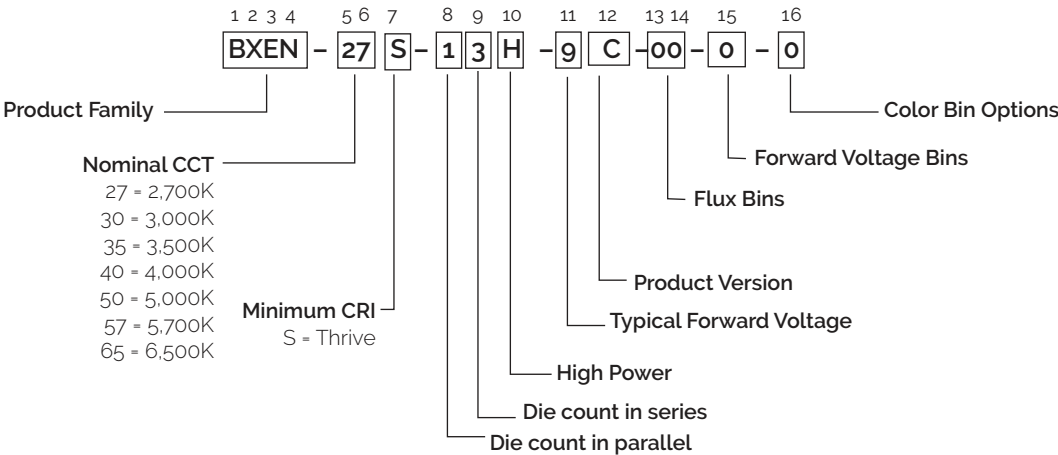 1 2 3 4 5 6 7 8 9 10 11 12 13 14 15 16
BXEN – 27 S – 1 3 H – 9 C –00– 0 – 0
Product Family
Color Bin Options
Nominal CCT
27 = 2,700K
30 = 3,000K
35 = 3,500K
40 = 4,000K
50 = 5,000K
57 = 5,700K
65 = 6,500K
Minimum CRI
S = Thrive
Forward Voltage Bins
Flux Bins
Product Version
Typical Forward Voltage
High Power
Die count in series
Die count in parallel